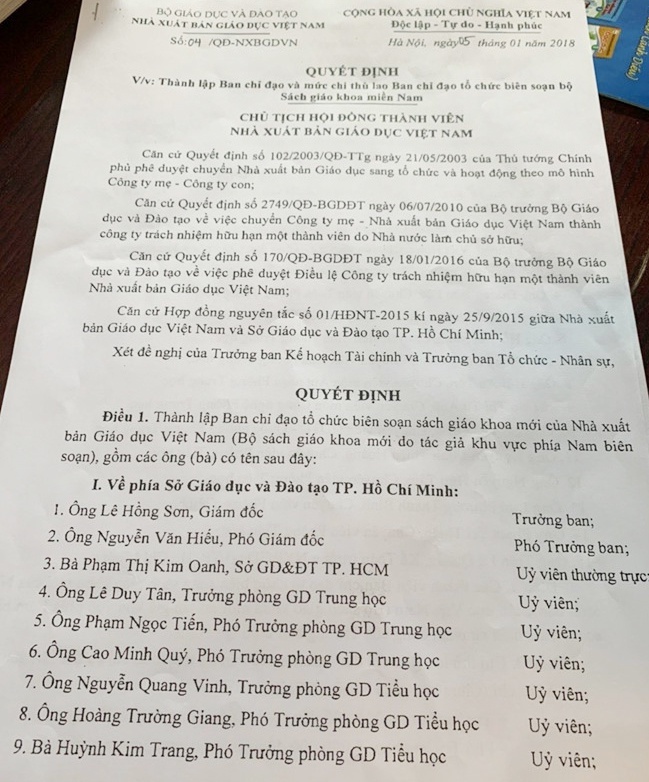 BỘ GIÁO DỤC VÀ ĐÀO TẠO
NHÀ XUẤT BẢN GIÁO DỤC VIỆT NAM
Số: 04 /QĐ-NXBGDVN
CỘNG HÒA XÃ HỘI CHỦ NGHĨA VIỆT NAM
Độc lập - Tự do - Hạnh phúc
Hà Nội, ngày 05 tháng 01 năm 2018
QUYẾT ĐỊNH
V/v: Thành lập Ban chỉ đạo và mức chi thù lao Ban chỉ đạo tổ chức biên soạn bộ
Sách giáo khoa miền Nam
CHỦ TỊCH HỘI ĐỒNG THÀNH VIÊN
NHÀ XUẤT BẢN GIÁO DỤC VIỆT NAM
Căn cứ Quyết định số 102/2003/QĐ-TTg ngày 21/05/2003 của Thủ tướng Chính
phủ phê duyệt chuyển Nhà xuất bản Giáo dục sang tổ chức và hoạt động theo mô hình
Công ty mẹ - Công ty con;
Căn cứ Quyết định số 2749/QĐ-BGDĐT ngày 06/07/2010 của Bộ trưởng Bộ Giáo
dục và Đào tạo về việc chuyển Công ty mẹ - Nhà xuất bản Giáo dục Việt Nam thành
công ty trách nhiệm hữu hạn một thành viên do Nhà nước làm chủ sở hữu;
Căn cứ Quyết định số 170/QĐ-BGDĐT ngày 18/01/2016 của Bộ trưởng Bộ Giáo
dục và Đào tạo về việc phê duyệt Điều lệ Công ty trách nhiệm hữu hạn một thành viên
Nhà xuất bản Giáo dục Việt Nam;
Căn cứ Hợp đồng nguyên tắc số 01/HĐNT-2015 kí ngày 25/9/2015 giữa Nhà xuất
bản Giáo dục Việt Nam và Sở Giáo dục và Đào tạo TP. Hồ Chí Minh;
Xét đề nghị của Trưởng ban Kế hoạch Tài chính và Trưởng ban Tổ chức - Nhân sự,
QUYẾT ĐỊNH
Điều 1. Thành lập Ban chỉ đạo tổ chức biên soạn sách giáo khoa mới của Nhà xuất
bản Giáo dục Việt Nam (Bộ sách giáo khoa mới do tác giả khu vực phía Nam biên
soạn), gồm các ông (bà) có tên sau đây:
I. Về phía Sở Giáo dục và Đào tạo TP. Hồ Chí Minh:
1. Ông Lê Hồng Sơn, Giám đốc Trưởng ban;
2. Ông Nguyễn Văn Hiếu, Phó Giám đốc Phó Trưởng ban;
3. Bà Phạm Thị Kim Oanh, Sở GD&ĐT TP. HCM Uỷ viên thường trực
4. Ông Lê Duy Tân, Trưởng phòng GD Trung học Uỷ viên;
5. Ông Phạm Ngọc Tiến, Phó Trưởng phòng GD Trung học Uỷ viên;
6. Ông Cao Minh Quý, Phó Trưởng phòng GD Trung học Uỷ viên;
7. Ông Nguyễn Quang Vinh, Trưởng phòng GD Tiểu học Uỷ viên;
8. Ông Hoàng Trường Giang, Phó Trưởng phòng GD Tiểu học Uỷ viên;
9. Bà Huỳnh Kim Trang, Phó Trưởng phòng GD Tiểu học Uỷ viên;
Cánh Diều)